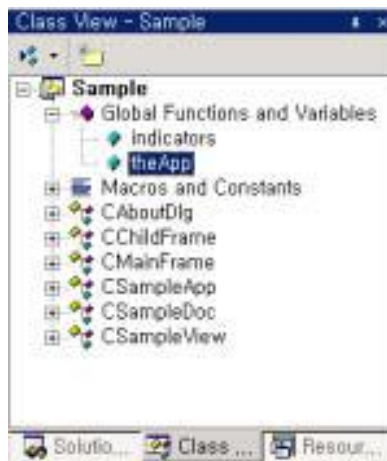 Class View - Sample
Sample
Global Functions and Variables
indicators
theApp
Macros and Constants
CAboutDlg
CChildFrame
CMainFrame
CSampleApp
CSampleDoc
CSampleView
Solutio... Class ... Resour...